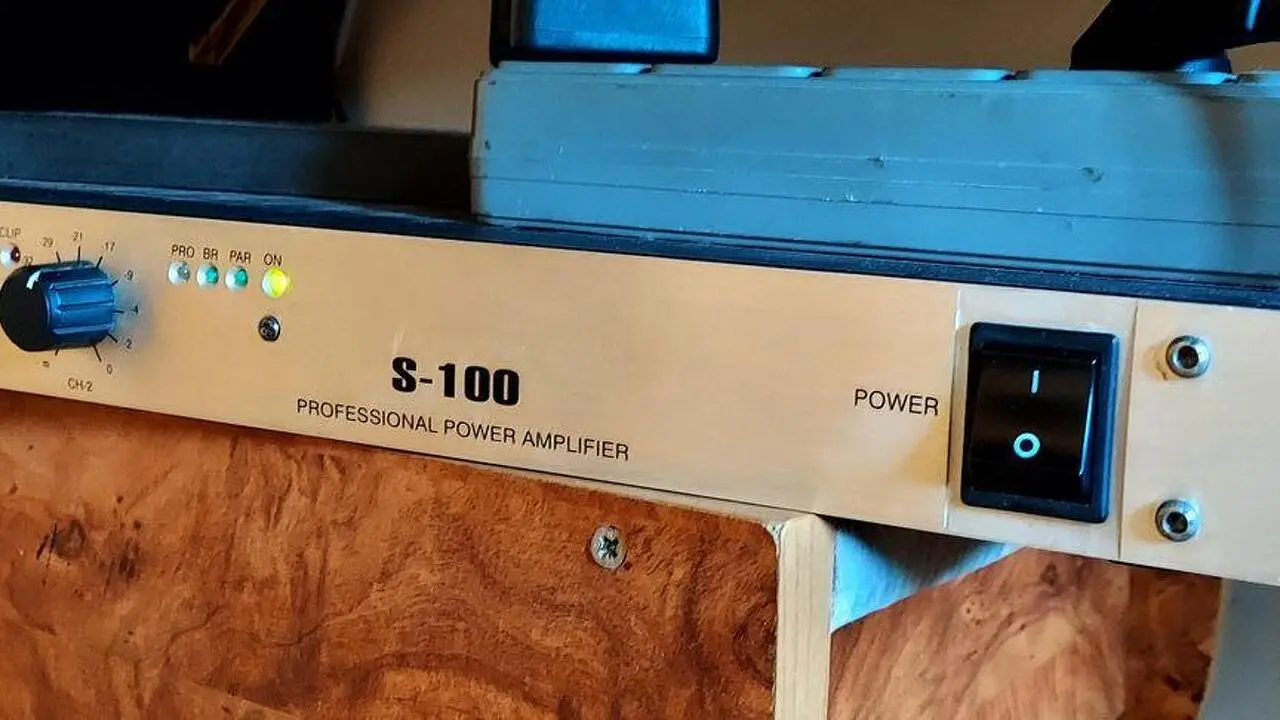 CLIP
29 21 17
32
9
4
2
0
∞
CH-2
PRO BR PAR ON
S-100
PROFESSIONAL POWER AMPLIFIER
POWER
I
O